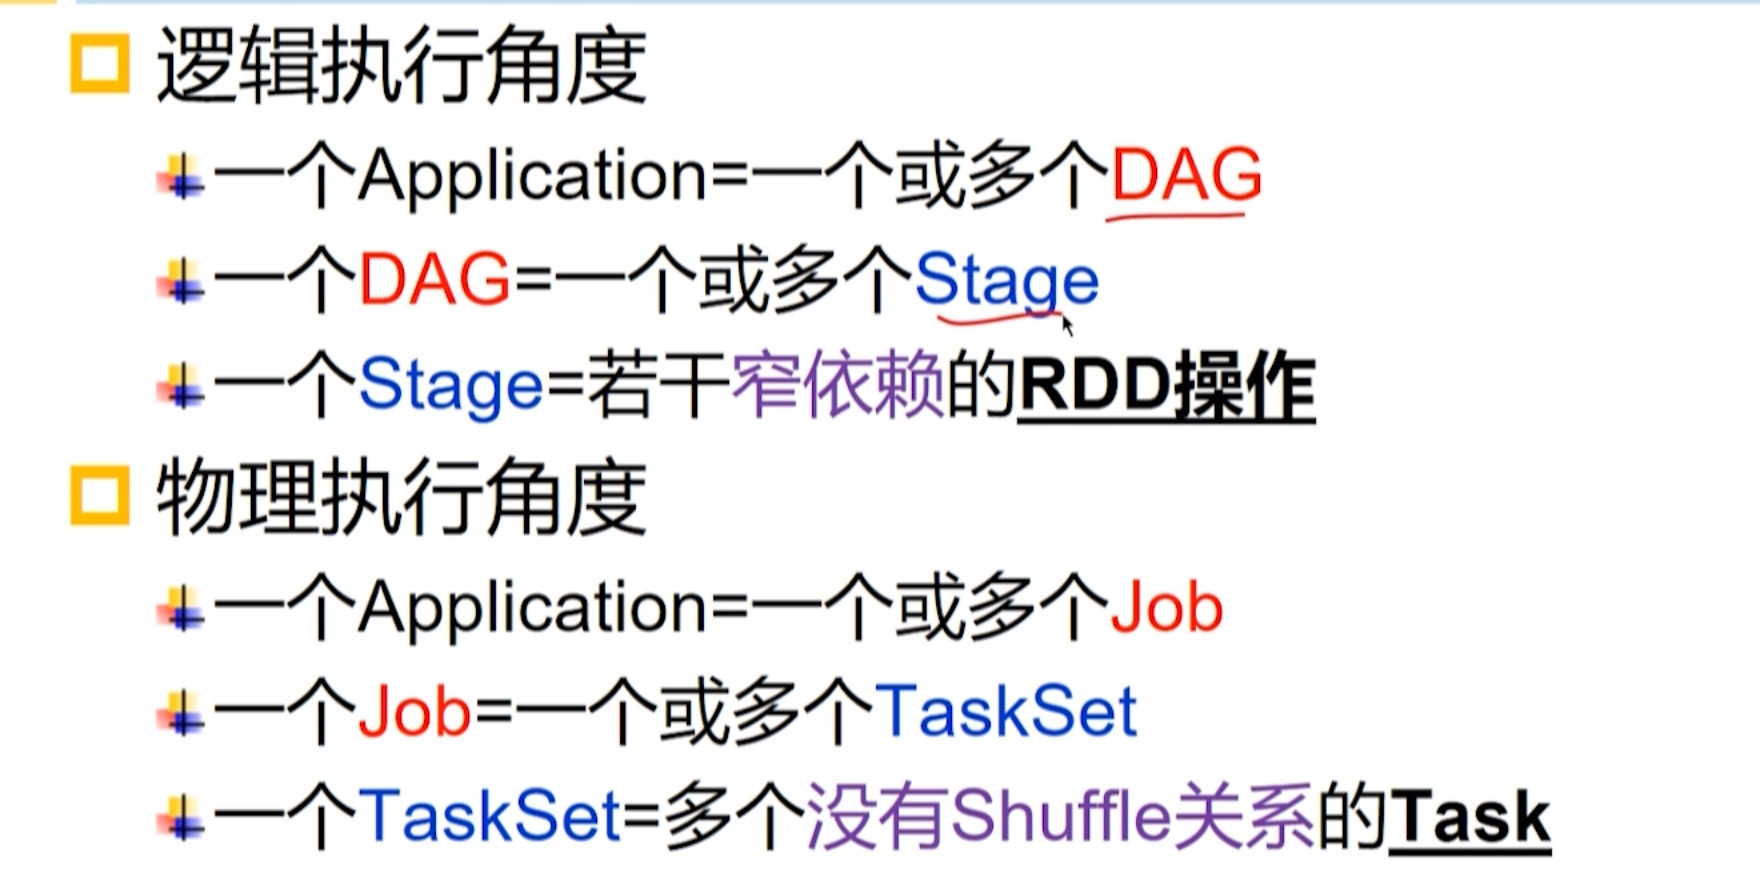 逻辑执行角度
一个Application=一个或多个DAG
一个DAG=一个或多个Stage
一个Stage=若干窄依赖的RDD操作
物理执行角度
一个Application=一个或多个Job
一个Job=一个或多个TaskSet
一个TaskSet=多个没有Shuffle关系的Task